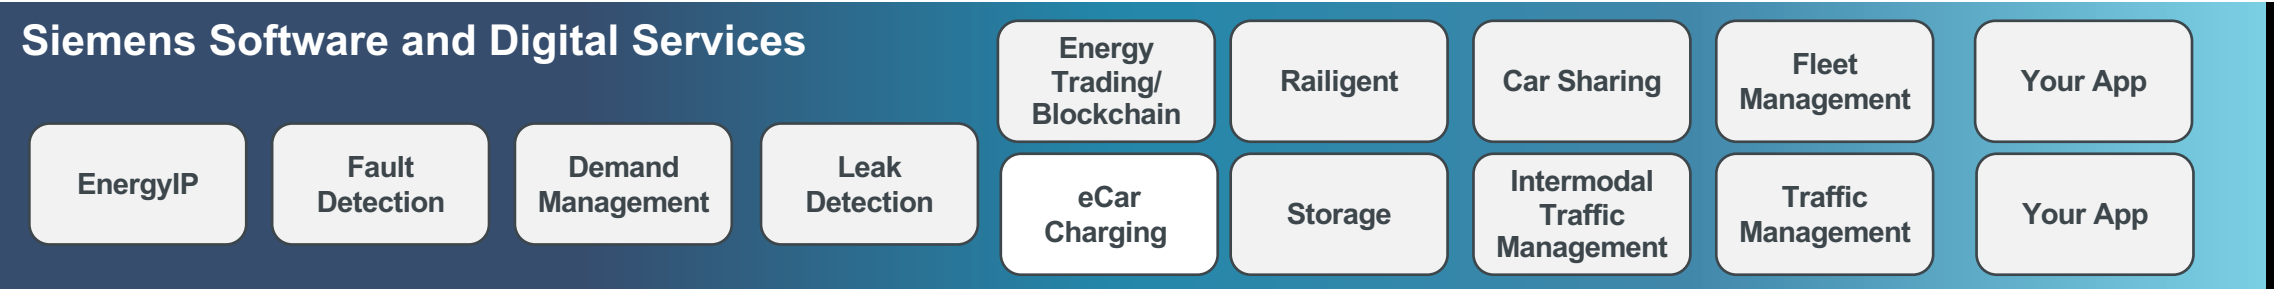 Siemens Software and Digital Services
Energy
Trading/
Blockchain
Railigent
Car Sharing
Fleet
Management
Your App
EnergyIP
Fault
Detection
Demand
Management
Leak
Detection
eCar
Charging
Storage
Intermodal
Traffic
Management
Traffic
Management
Your App